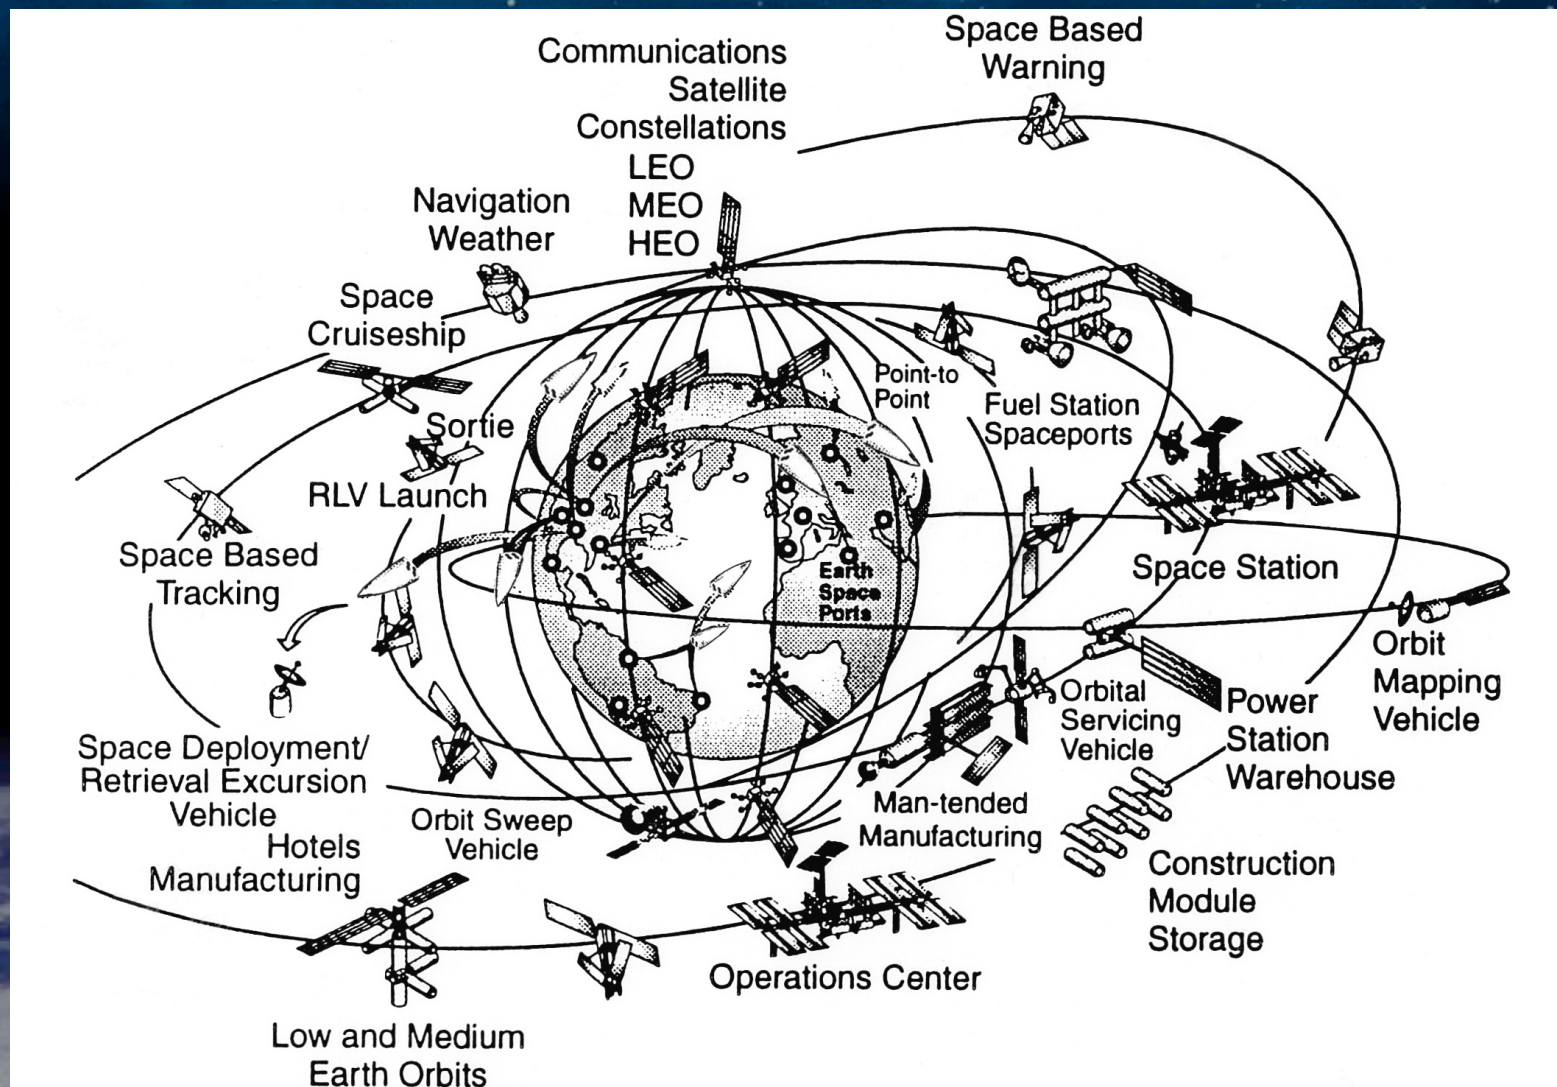 Space Based
Warning
Communications
Satellite
Constellations
LEO
MEO
HEO
Navigation
Weather
Space
Cruiseship
Point-to
Point
Fuel Station
Spaceports
Sortie
RLV Launch
Space Based
Tracking
Earth
Space
Ports
Space Station
Orbit
Mapping
Vehicle
Orbital
Servicing
Vehicle
Power
Station
Warehouse
Space Deployment/
Retrieval Excursion
Vehicle
Hotels
Manufacturing
Orbit Sweep
Vehicle
Man-tended
Manufacturing
Construction
Module
Storage
Operations Center
Low and Medium
Earth Orbits